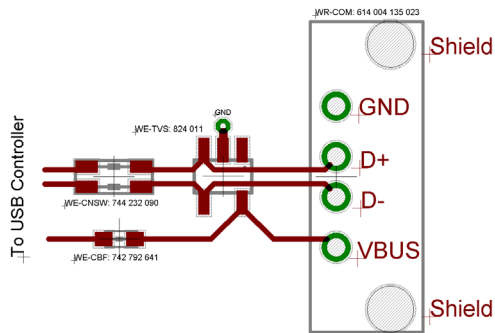 WR-COM: 614 004 135 023
Shield
GND
GND
WE-TVS: 824 011
D+
To USB Controller
WE-CNSW: 744 232 090
D-
VBUS
WE-CBF: 742 792 641
Shield